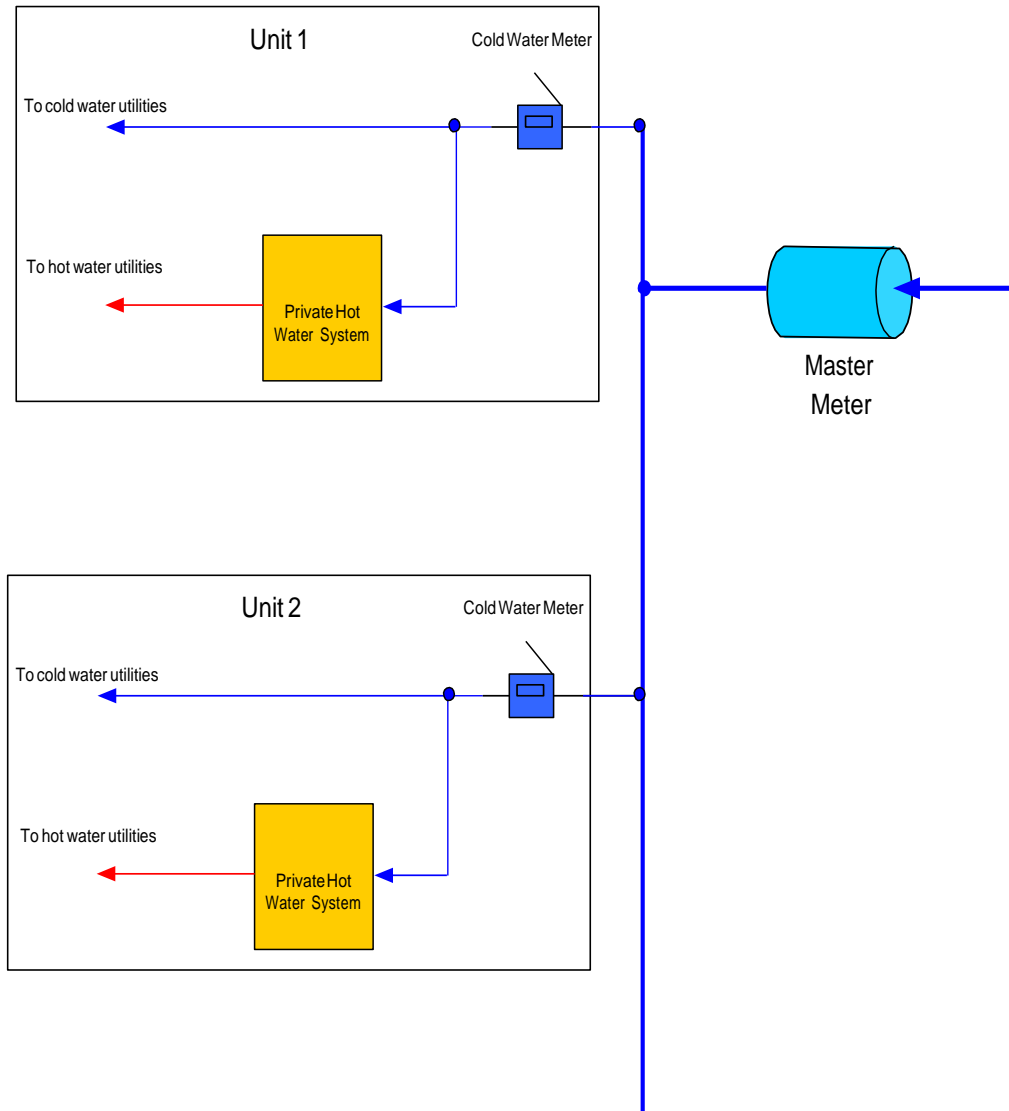 Unit 1
Cold Water Meter
To cold water utilities
To hot water utilities
Private Hot
Water System
Master
Meter
Unit 2
Cold Water Meter
To cold water utilities
To hot water utilities
Private Hot
Water System